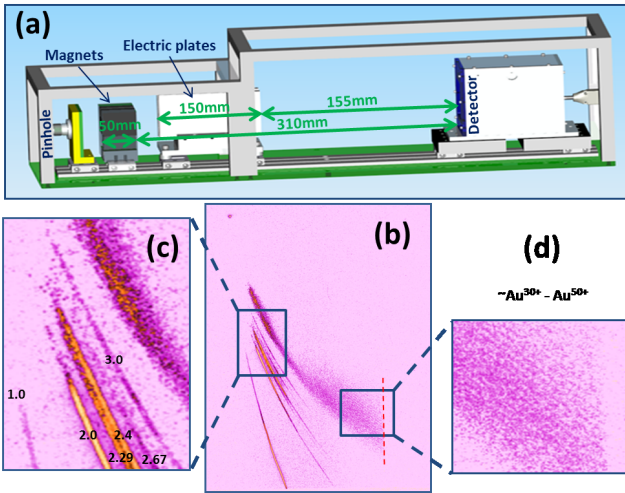 (a)
Magnets
Electric plates
Pinhole
50mm
150mm
155mm
310mm
Detector
(c)
3.0
1.0
2.0
2.4
2.29
2.67
(b)
(d)
~Au³⁰⁺ - Au⁵⁰⁺